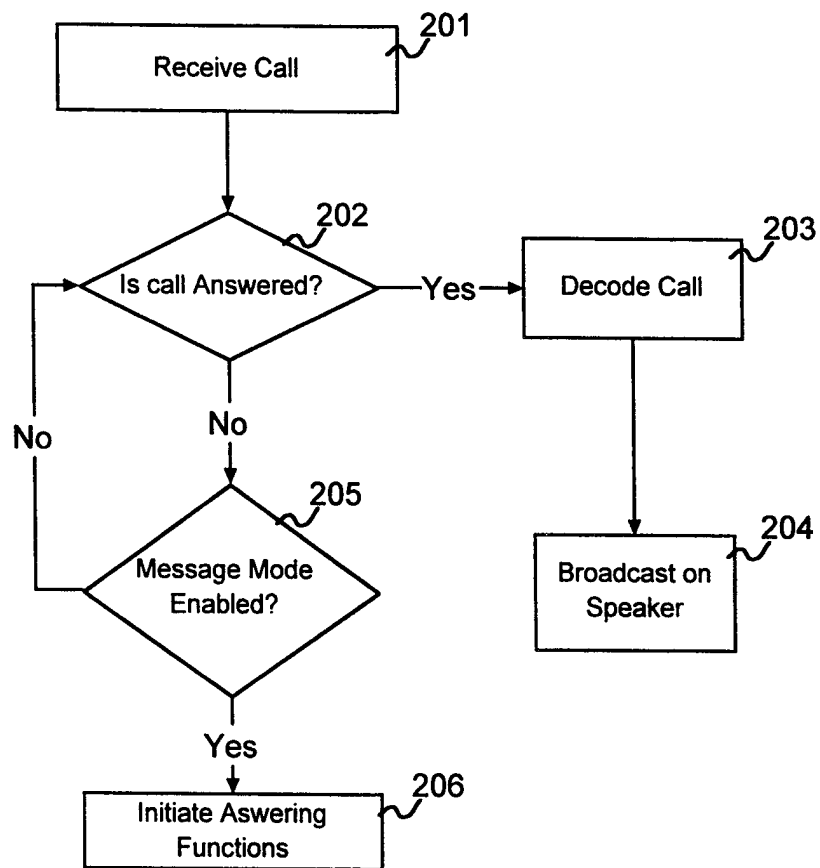 201
Receive Call
202
Is call Answered?
Yes
203
Decode Call
No
No
205
Message Mode
Enabled?
204
Broadcast on
Speaker
Yes
206
Initiate Aswering
Functions